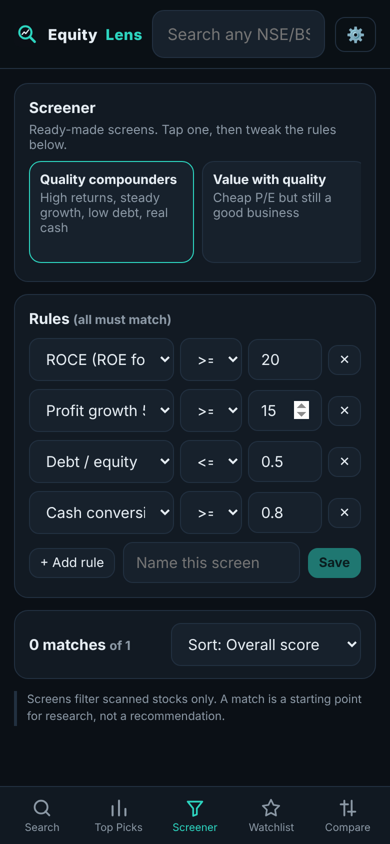 Equity Lens
Search any NSE/BS
Screener
Ready-made screens. Tap one, then tweak the rules
below.
Quality compounders
High returns, steady
growth, low debt, real
cash
Value with quality
Cheap P/E but still a
good business
Rules (all must match)
ROCE (ROE fo
>=
20
×
Profit growth
>=
15
×
Debt / equity
<=
0.5
×
Cash conversi
>=
0.8
×
+ Add rule
Name this screen
Save
0 matches of 1
Sort: Overall score
Screens filter scanned stocks only. A match is a starting point
for research, not a recommendation.
Search
Top Picks
Screener
Watchlist
Compare